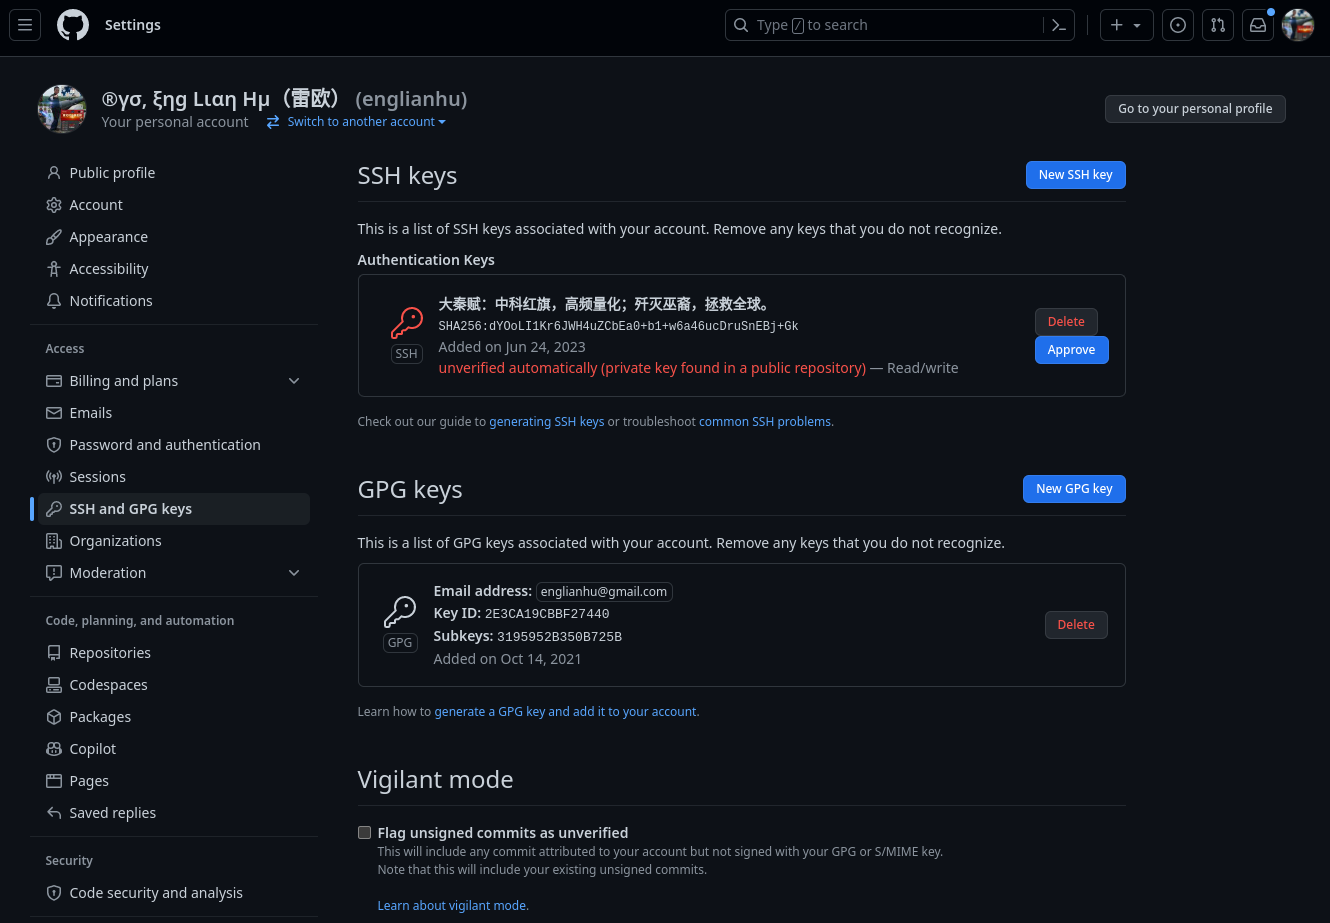 Settings
Type / to search
®γσ, ξηg Lιαη Hμ（雷欧） (englianhu)
Your personal account
Switch to another account
Go to your personal profile
Public profile
Account
Appearance
Accessibility
Notifications
Access
Billing and plans
Emails
Password and authentication
Sessions
SSH and GPG keys
Organizations
Moderation
Code, planning, and automation
Repositories
Codespaces
Packages
Copilot
Pages
Saved replies
Security
Code security and analysis
SSH keys
New SSH key
This is a list of SSH keys associated with your account. Remove any keys that you do not recognize.
Authentication Keys
大秦赋：中科红旗，高频量化；歼灭巫裔，拯救全球。
SHA256:dYOoLI1Kr6JWH4uZCbEa0+b1+w6a46ucDruSnEBj+Gk
SSH
Added on Jun 24, 2023
unverified automatically (private key found in a public repository) — Read/write
Delete
Approve
Check out our guide to generating SSH keys or troubleshoot common SSH problems.
GPG keys
New GPG key
This is a list of GPG keys associated with your account. Remove any keys that you do not recognize.
Email address: englianhu@gmail.com
Key ID: 2E3CA19CBBF27440
Subkeys: 3195952B350B725B
GPG
Added on Oct 14, 2021
Delete
Learn how to generate a GPG key and add it to your account.
Vigilant mode
Flag unsigned commits as unverified
This will include any commit attributed to your account but not signed with your GPG or S/MIME key.
Note that this will include your existing unsigned commits.
Learn about vigilant mode.